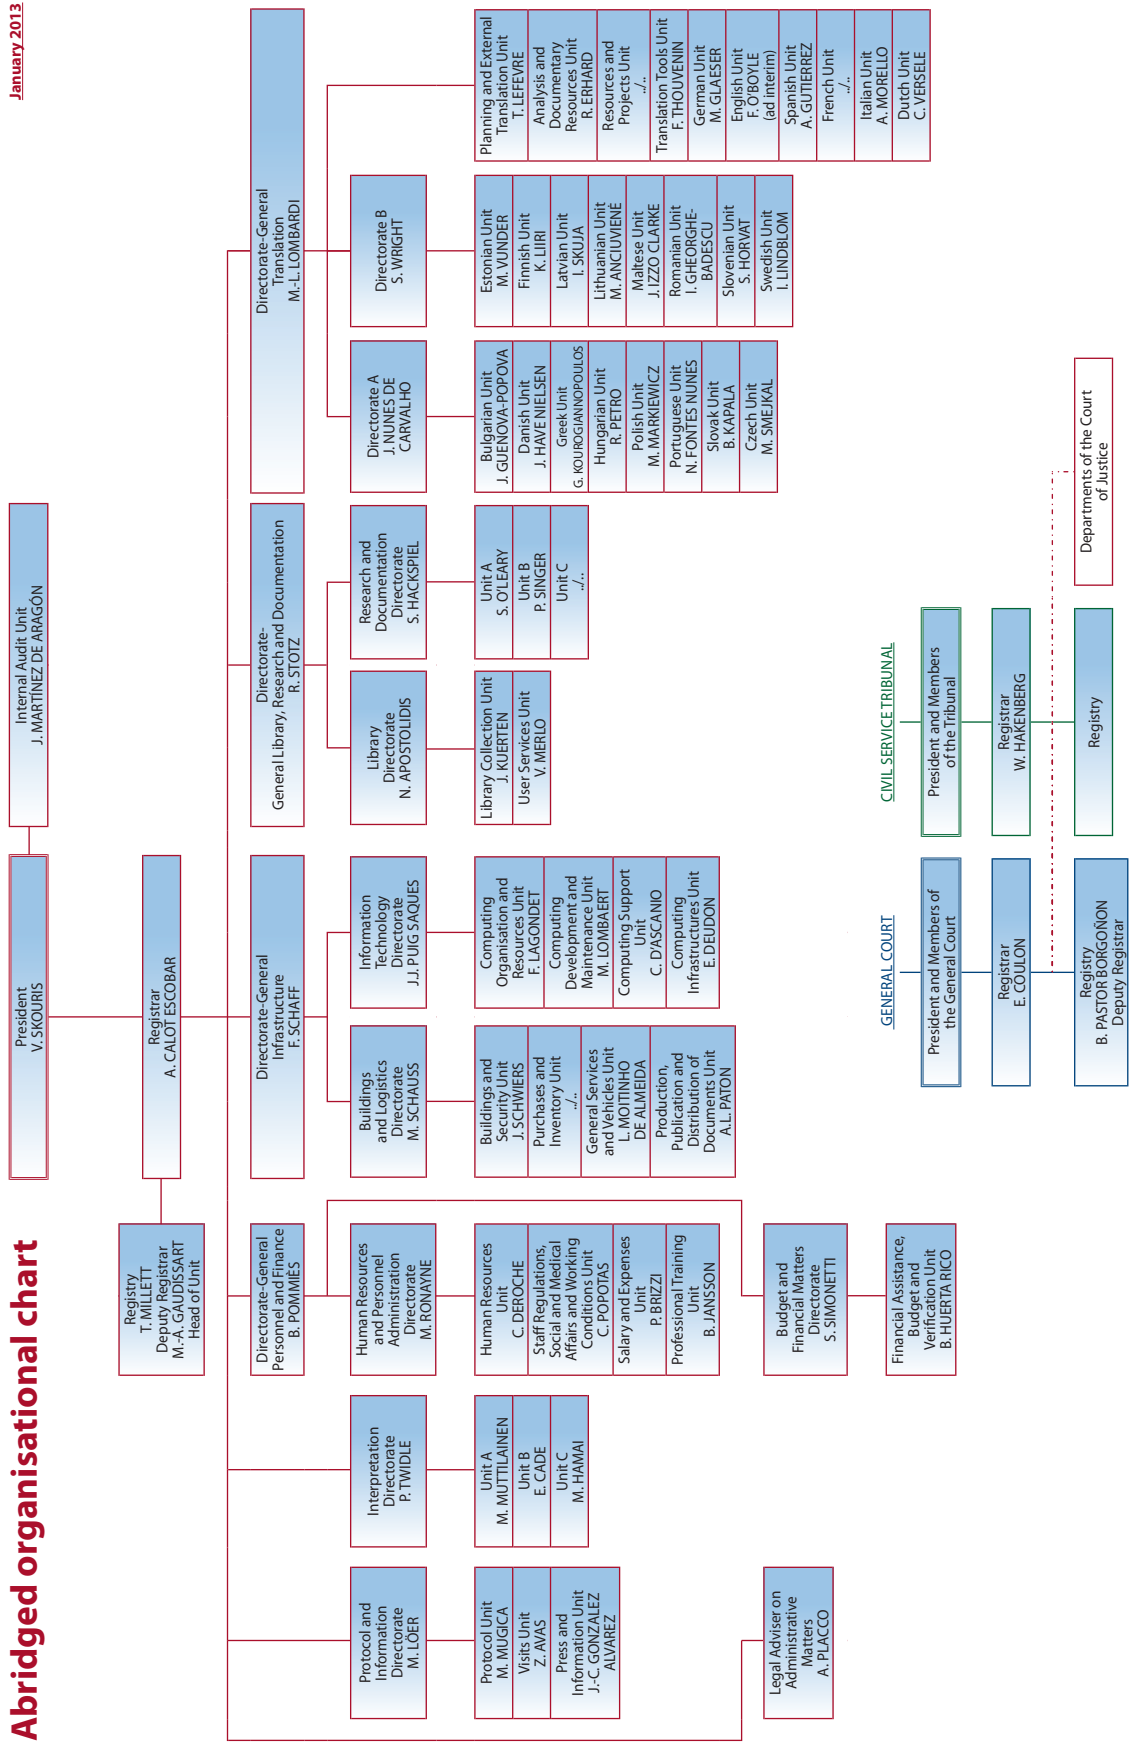 Abridged organisational chart
January 2013
President
V. SKOURIS
Internal Audit Unit
J. MARTÍNEZ DE ARAGÓN
Registry
T. MILLETT
Deputy Registrar
M.-A. GAUDISSART
Head of Unit
Registrar
A. CALOT ESCOBAR
Directorate-General
Personnel and Finance
B. POMMIÈS
Directorate-General
Infrastructure
F. SCHAFF
Directorate-
General Library, Research and Documentation
R. STOTZ
Directorate-General
Translation
M.-L. LOMBARDI
Protocol and
Information
Directorate
M. LÖER
Interpretation
Directorate
P. TWIDLE
Human Resources
and Personnel
Administration
Directorate
M. RONAYNE
Buildings
and Logistics
Directorate
M. SCHAUSS
Information
Technology
Directorate
J.J. PUIG SAQUES
Library
Directorate
N. APOSTOLIDIS
Research and
Documentation
Directorate
S. HACKSPIEL
Directorate A
J. NUNES DE
CARVALHO
Directorate B
S. WRIGHT
Protocol Unit
M. MUGICA
Visits Unit
Z. AVAS
Press and
Information Unit
J.-C. GONZALEZ
ALVAREZ
Unit A
M. MUTTILAINEN
Unit B
E. CADE
Unit C
M. HAMAI
Human Resources
Unit
C. DEROCHE
Staff Regulations,
Social and Medical
Affairs and Working
Conditions Unit
C. POPOTAS
Salary and Expenses
Unit
P. BRIZZI
Professional Training
Unit
B. JANSSON
Buildings and
Security Unit
J. SCHWIERS
Purchases and
Inventory Unit
../..
General Services
and Vehicles Unit
L. MOITINHO
DE ALMEIDA
Production,
Publication and
Distribution of
Documents Unit
A.L. PATON
Computing
Organisation and
Resources Unit
F. LAGONDET
Computing
Development and
Maintenance Unit
M. LOMBAERT
Computing Support
Unit
C. D'ASCANIO
Computing
Infrastructures Unit
E. DEUDON
Library Collection Unit
J. KUERTEN
User Services Unit
V. MERLO
Unit A
S. O'LEARY
Unit B
P. SINGER
Unit C
../..
Bulgarian Unit
J. GUENOVA-POPOVA
Danish Unit
J. HAVE NIELSEN
Greek Unit
G. KOUROGIANNOPOULOS
Hungarian Unit
R. PETRO
Polish Unit
M. MARKIEWICZ
Portuguese Unit
N. FONTES NUNES
Slovak Unit
B. KAPALA
Czech Unit
M. SMEJKAL
Estonian Unit
M. VUNDER
Finnish Unit
K. LIIRI
Latvian Unit
I. SKUJA
Lithuanian Unit
M. ANCIUVIENĖ
Maltese Unit
J. IZZO CLARKE
Romanian Unit
I. GHEORGHE-
BADESCU
Slovenian Unit
S. HORVAT
Swedish Unit
I. LINDBLOM
Planning and External
Translation Unit
T. LEFEVRE
Analysis and
Documentary
Resources Unit
R. ERHARD
Resources and
Projects Unit
../..
Translation Tools Unit
F. THOUVENIN
German Unit
M. GLAESER
English Unit
F. O'BOYLE
(ad interim)
Spanish Unit
A. GUTIERREZ
French Unit
../..
Italian Unit
A. MORELLO
Dutch Unit
C. VERSELE
Legal Adviser on
Administrative
Matters
A. PLACCO
Budget and
Financial Matters
Directorate
S. SIMONETTI
Financial Assistance,
Budget and
Verification Unit
B. HUERTA RICO
GENERAL COURT
President and Members of
the General Court
Registrar
E. COULON
Registry
B. PASTOR BORGOÑON
Deputy Registrar
CIVIL SERVICE TRIBUNAL
President and Members
of the Tribunal
Registrar
W. HAKENBERG
Registry
Departments of the Court
of Justice